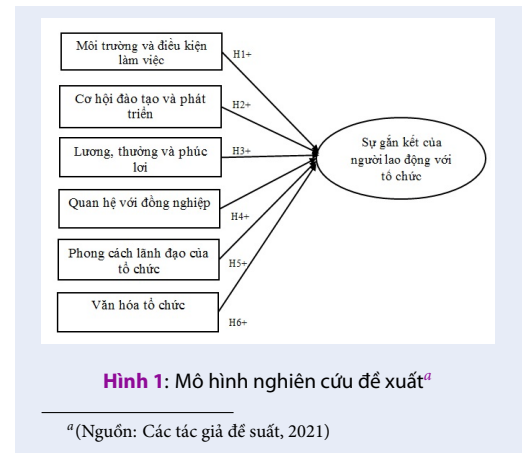 Môi trường và điều kiện
làm việc
H1+
Cơ hội đào tạo và phát
triển
H2+
Lương, thưởng và phúc
lợi
H3+
Quan hệ với đồng nghiệp
H4+
Phong cách lãnh đạo của
tổ chức
H5+
Văn hóa tổ chức
H6+
Sự gắn kết của
người lao động với
tổ chức
Hình 1: Mô hình nghiên cứu đề xuất a
a (Nguồn: Các tác giả đề suất, 2021)